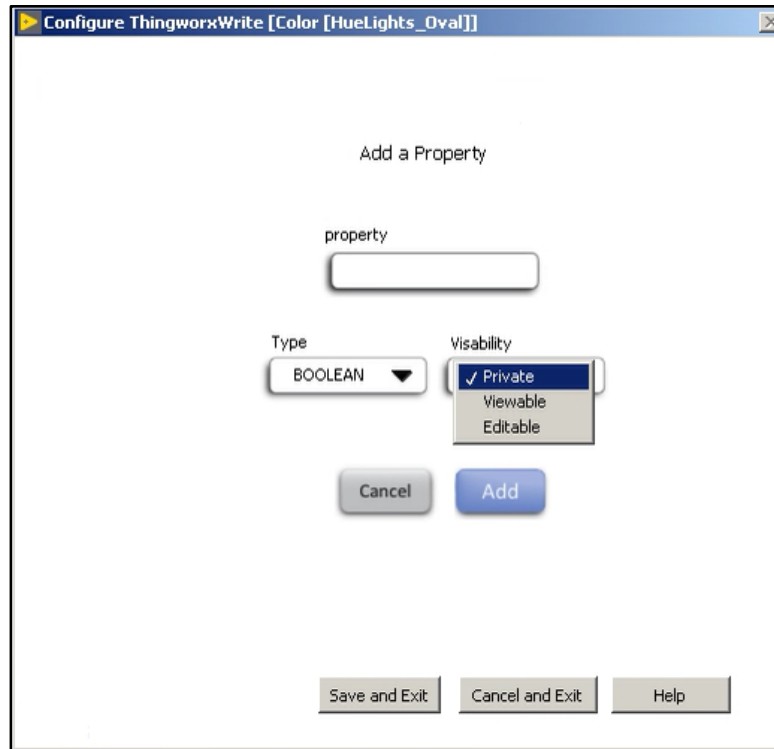 Configure ThingworxWrite [Color [HueLights_Oval]]
Add a Property
property
Type
Visability
BOOLEAN
✓ Private
Viewable
Editable
Cancel
Add
Save and Exit
Cancel and Exit
Help